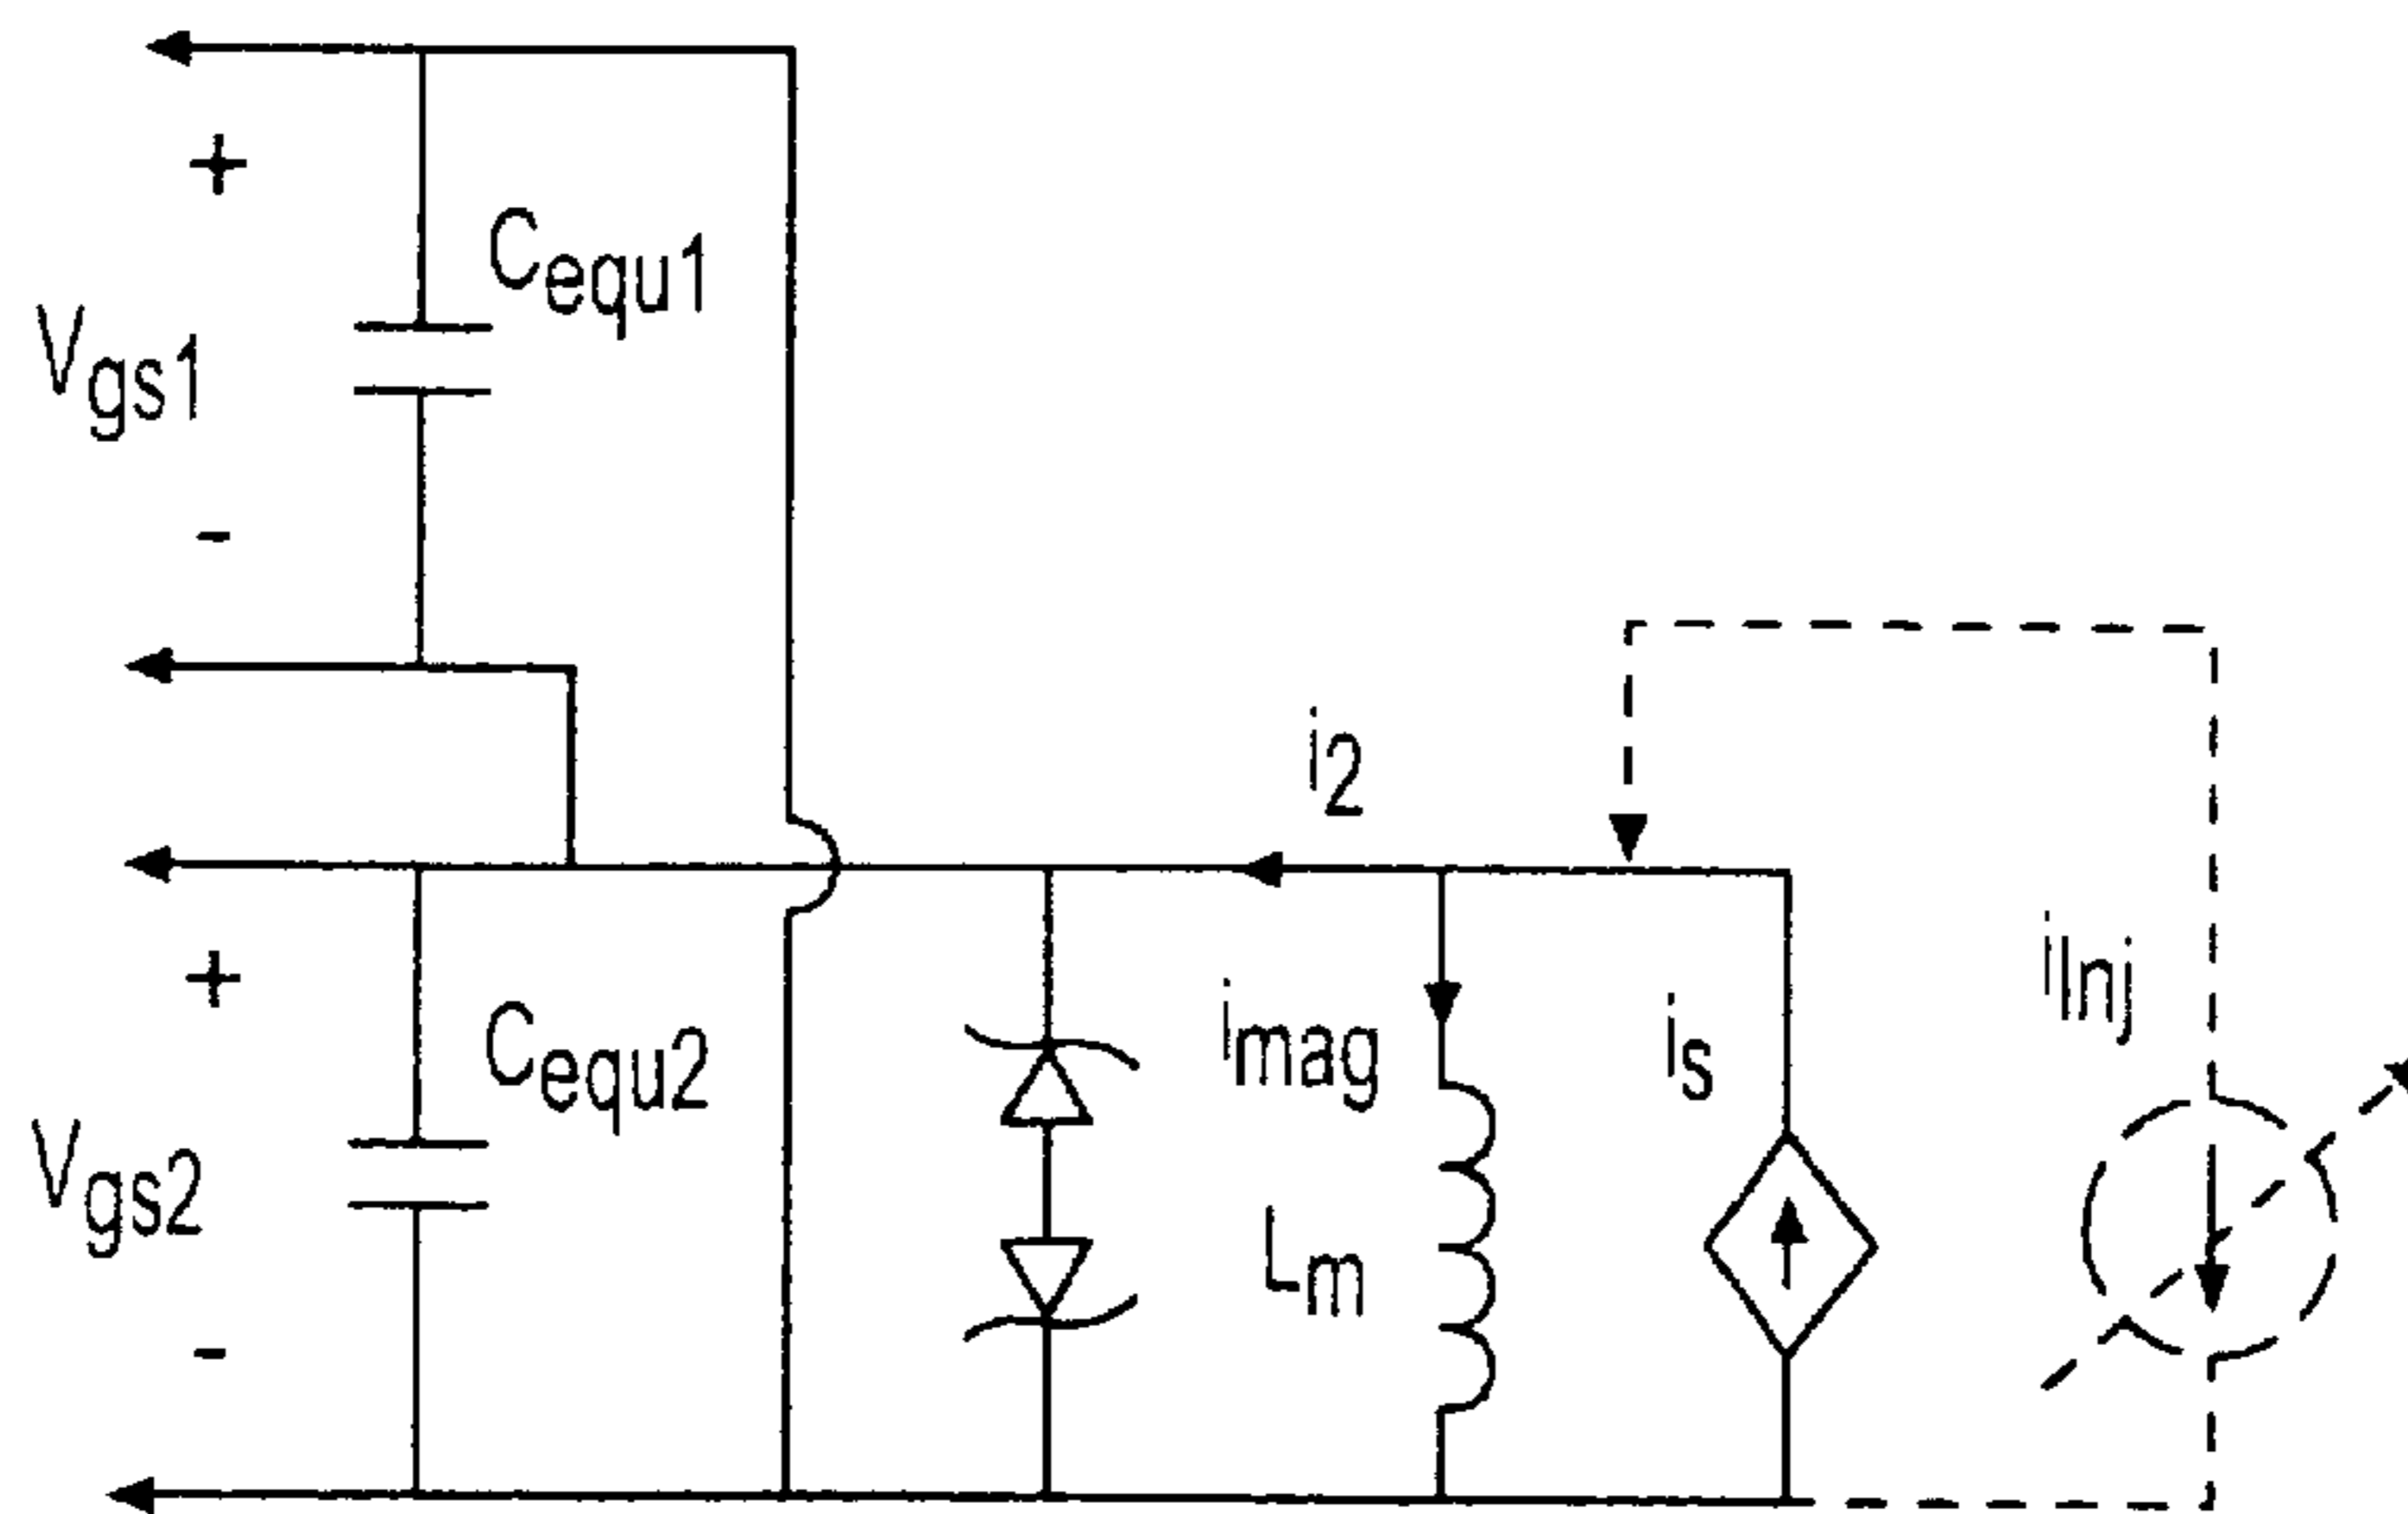 +
Cequ1
Vgs1
-
i2
+
iInj
Cequ2
imag
is
Vgs2
Lm
-